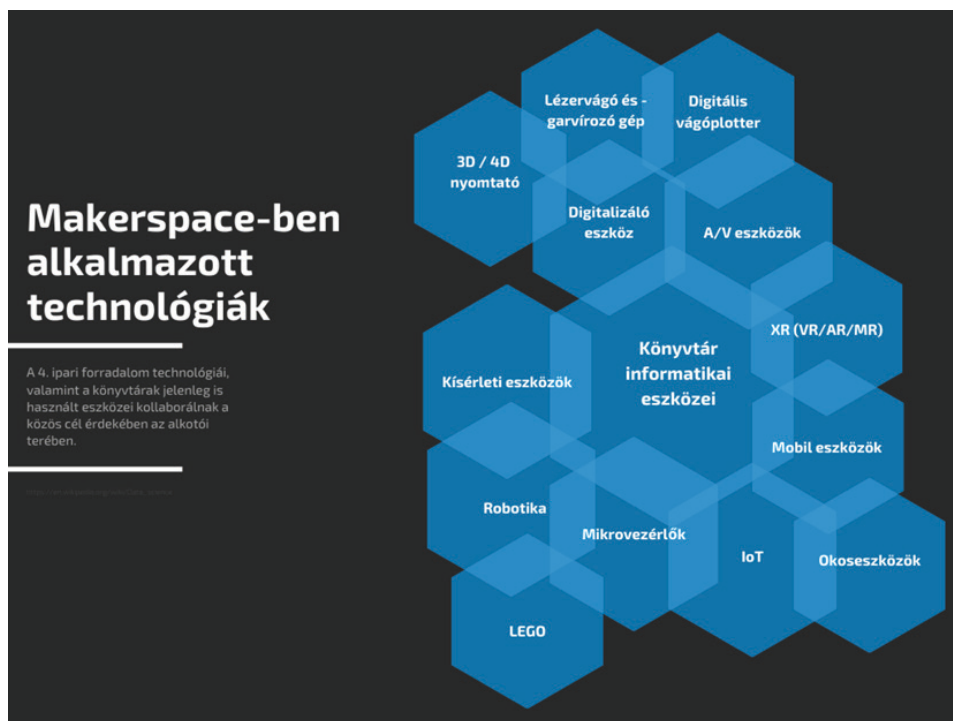 Makerspace-ben
alkalmazott
technológiák
A 4. ipari forradalom technológiái,
valamint a könyvtárak jelenleg is
használt eszközei kollaborálnak a
közös cél érdekében az alkotói
terében.
Lézervágó és -
garvírozó gép
Digitális
vágóplotter
3D / 4D
nyomtató
Digitalizáló
eszköz
A/V eszközök
XR (VR/AR/MR)
Könyvtár
informatikai
eszközei
Kísérleti eszközök
Mobil eszközök
Robotika
Mikrovezérlők
IoT
Okoseszközök
LEGO